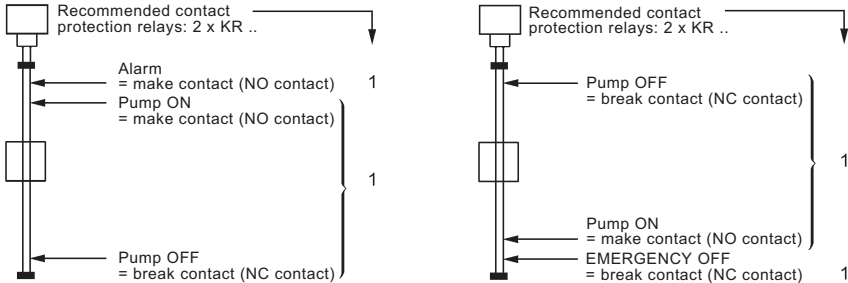 Recommended contact
protection relays: 2 x KR ..
Alarm
= make contact (NO contact)
1
Pump ON
= make contact (NO contact)
1
Pump OFF
= break contact (NC contact)
Recommended contact
protection relays: 2 x KR ..
Pump OFF
= break contact (NC contact)
1
Pump ON
= make contact (NO contact)
EMERGENCY OFF
= break contact (NC contact)
1